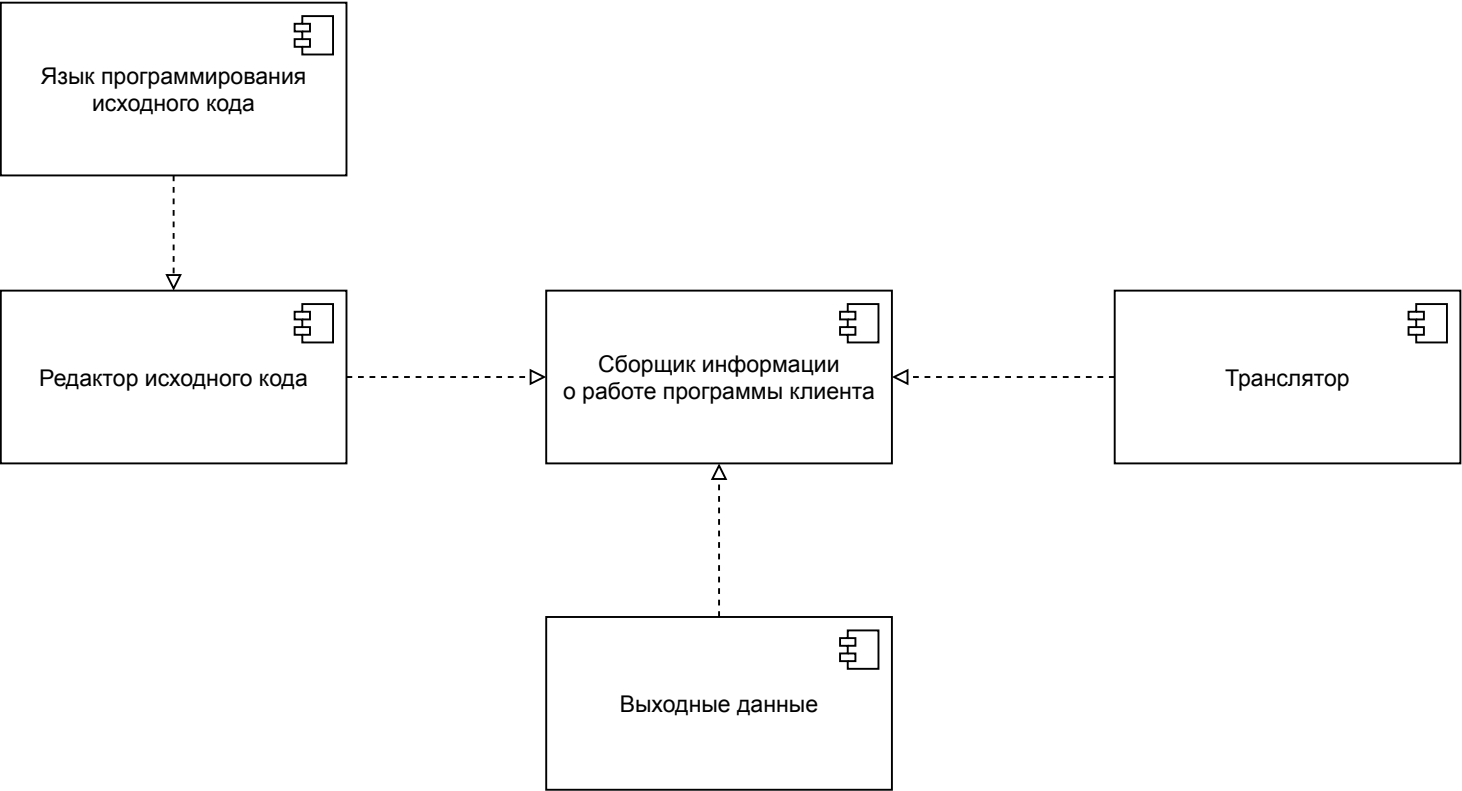 Язык программирования
исходного кода
Редактор исходного кода
Сборщик информации
о работе программы клиента
Транслятор
Выходные данные